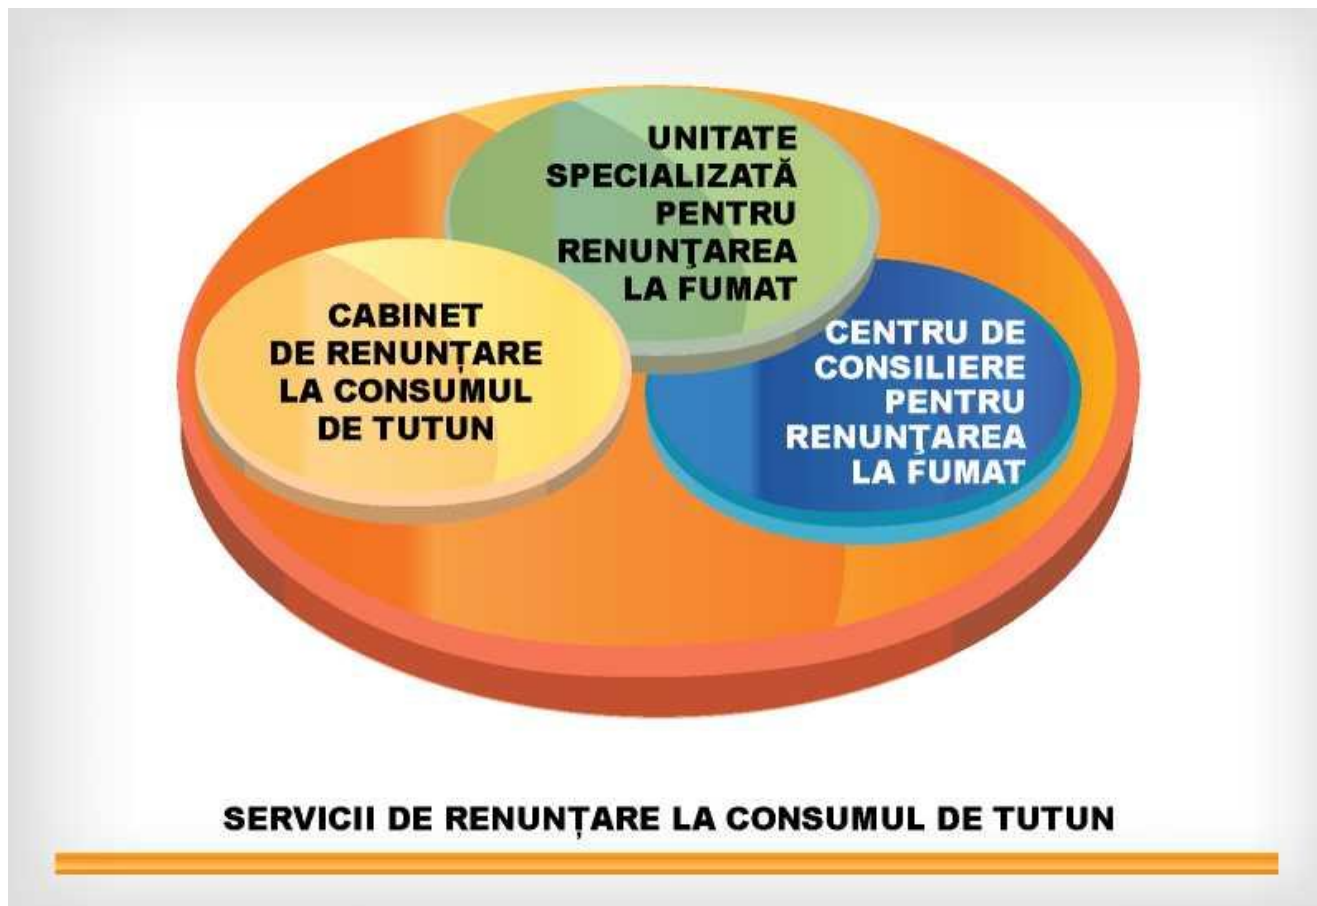 UNITATE
SPECIALIZATĂ
PENTRU
RENUNŢAREA
LA FUMAT
CABINET
DE RENUNȚARE
LA CONSUMUL
DE TUTUN
CENTRU DE
CONSILIERE
PENTRU
RENUNŢAREA
LA FUMAT
SERVICII DE RENUNȚARE LA CONSUMUL DE TUTUN